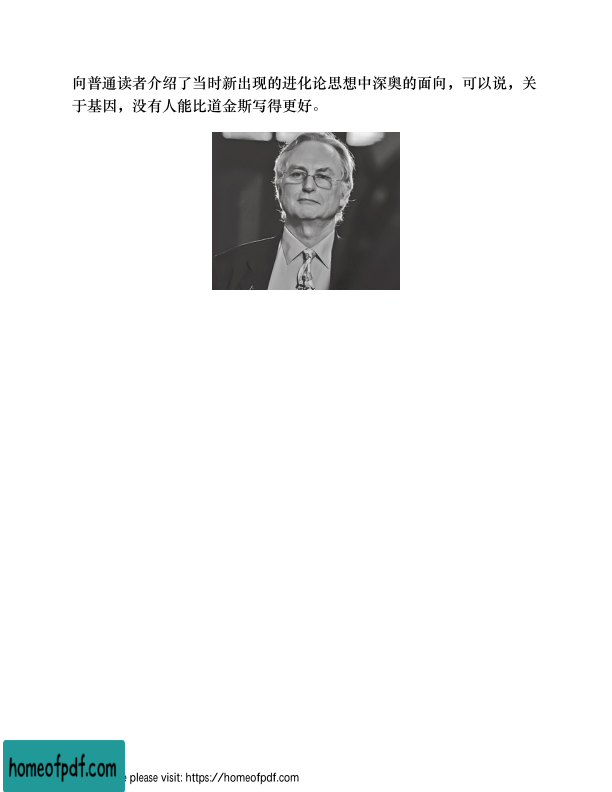 向普通读者介绍了当时新出现的进化论思想中深奥的面向，可以说，关
于基因，没有人能比道金斯写得更好。
homeofpdf.com
e please visit: https://homeofpdf.com